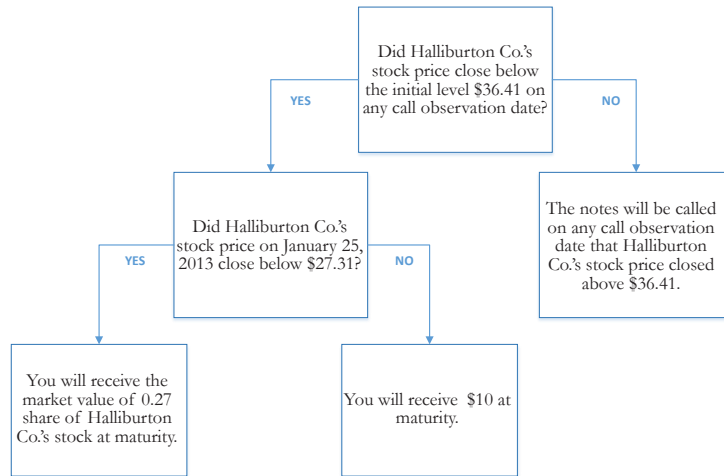 Did Halliburton Co.'s
stock price close below
the initial level $36.41 on
any call observation date?
YES
NO
Did Halliburton Co.'s
stock price on January 25,
2013 close below $27.31?
The notes will be called
on any call observation
date that Halliburton
Co.'s stock price closed
above $36.41.
YES
NO
You will receive the
market value of 0.27
share of Halliburton
Co.'s stock at maturity.
You will receive $10 at
maturity.